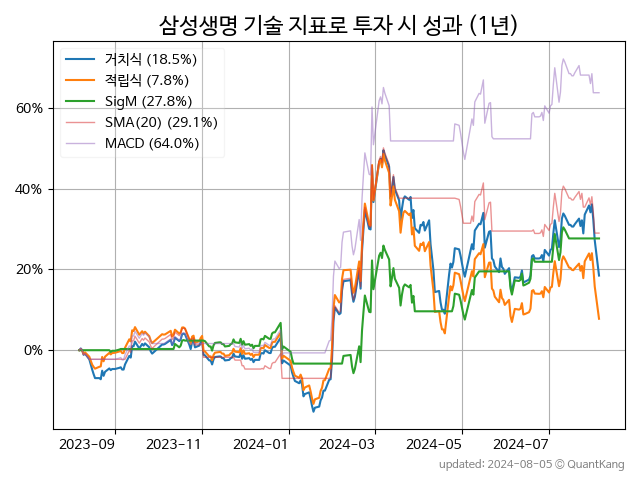 삼성생명 기술 지표로 투자 시 성과 (1년)
거치식 (18.5%)
적립식 (7.8%)
SigM (27.8%)
SMA(20) (29.1%)
MACD (64.0%)
60%
40%
20%
0%
2023-09 2023-11 2024-01 2024-03 2024-05 2024-07
updated: 2024-08-05 © QuantKang